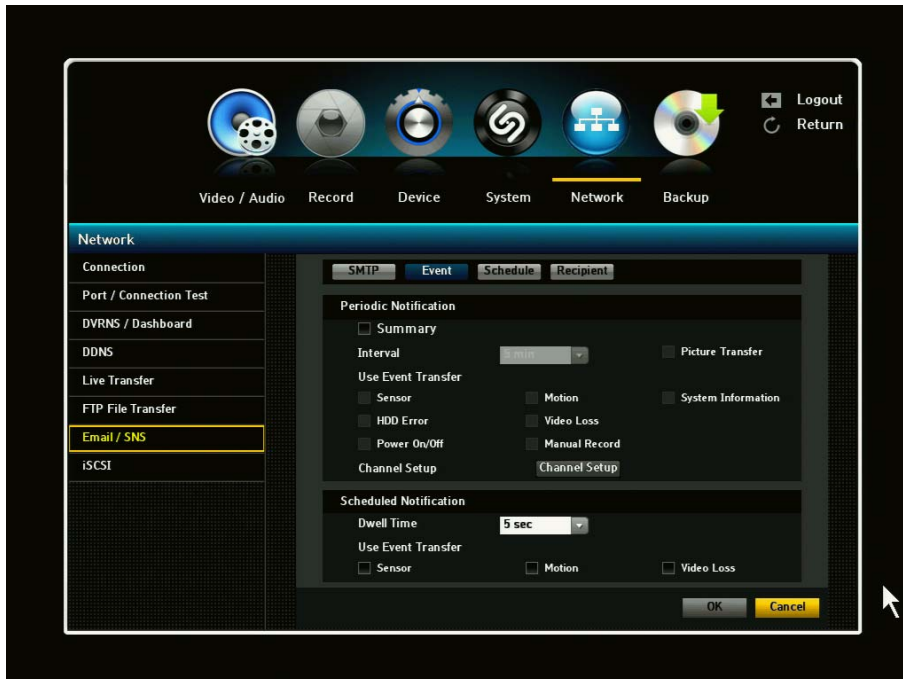 Logout
Return
Video / Audio Record Device System Network Backup
Network
Connection
Port / Connection Test
DVRNS / Dashboard
DDNS
Live Transfer
FTP File Transfer
Email / SNS
iSCSI
SMTP Event Schedule Recipient
Periodic Notification
Summary
Interval 5 min Picture Transfer
Use Event Transfer
Sensor Motion System Information
HDD Error Video Loss
Power On/Off Manual Record
Channel Setup Channel Setup
Scheduled Notification
Dwell Time 5 sec
Use Event Transfer
Sensor Motion Video Loss
OK Cancel